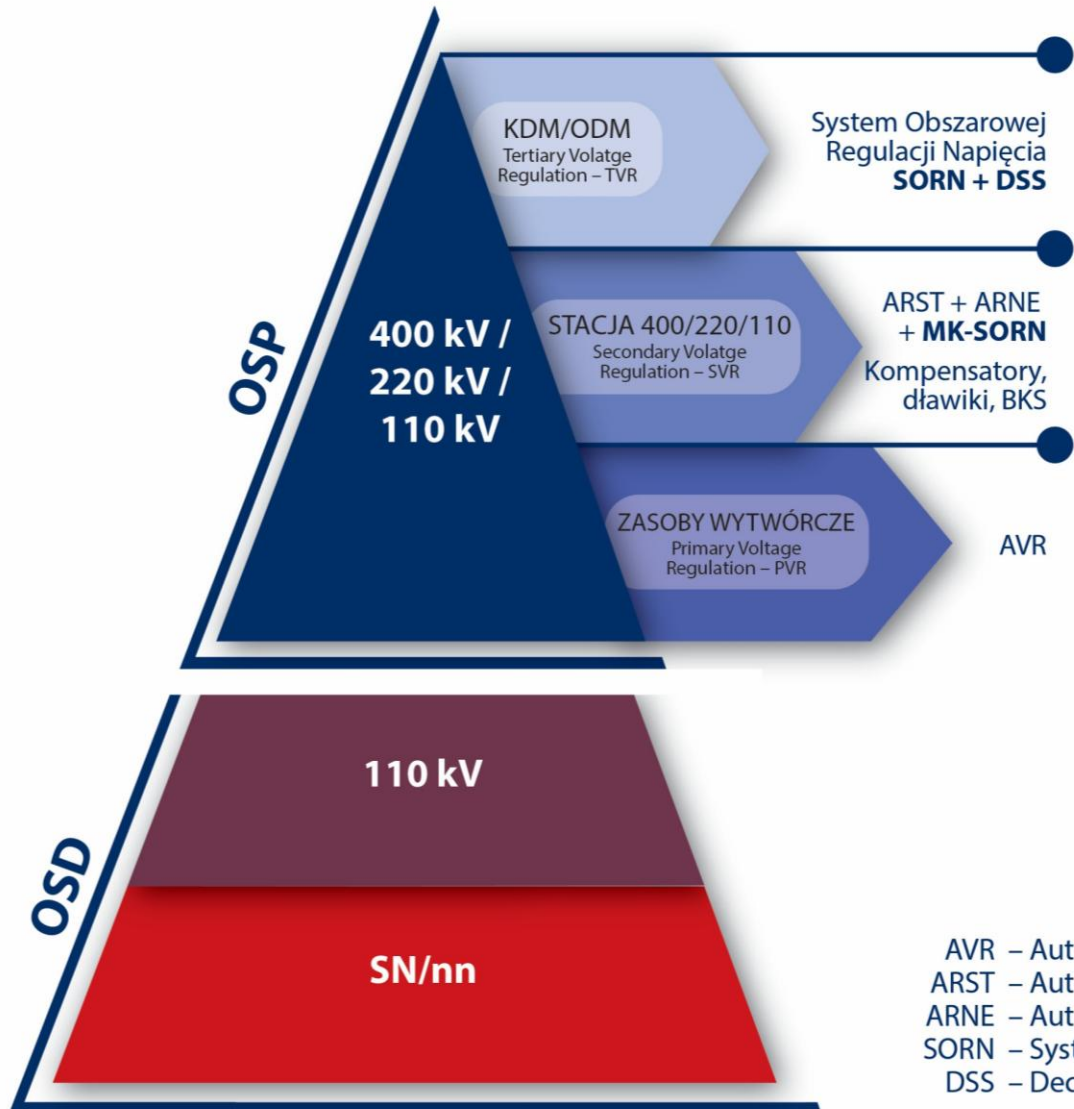 KDM/ODM
Tertiary Volatge
Regulation – TVR
System Obszarowej
Regulacji Napięcia
SORN + DSS
OSP
400 kV /
220 kV /
110 kV
STACJA 400/220/110
Secondary Volatge
Regulation – SVR
ARST + ARNE
+ MK-SORN
Kompensatory,
dławiki, BKS
ZASOBY WYTWÓRCZE
Primary Voltage
Regulation – PVR
AVR
OSD
110 kV
SN/nn
AVR – Aut
ARST – Aut
ARNE – Aut
SORN – Syst
DSS – Dec